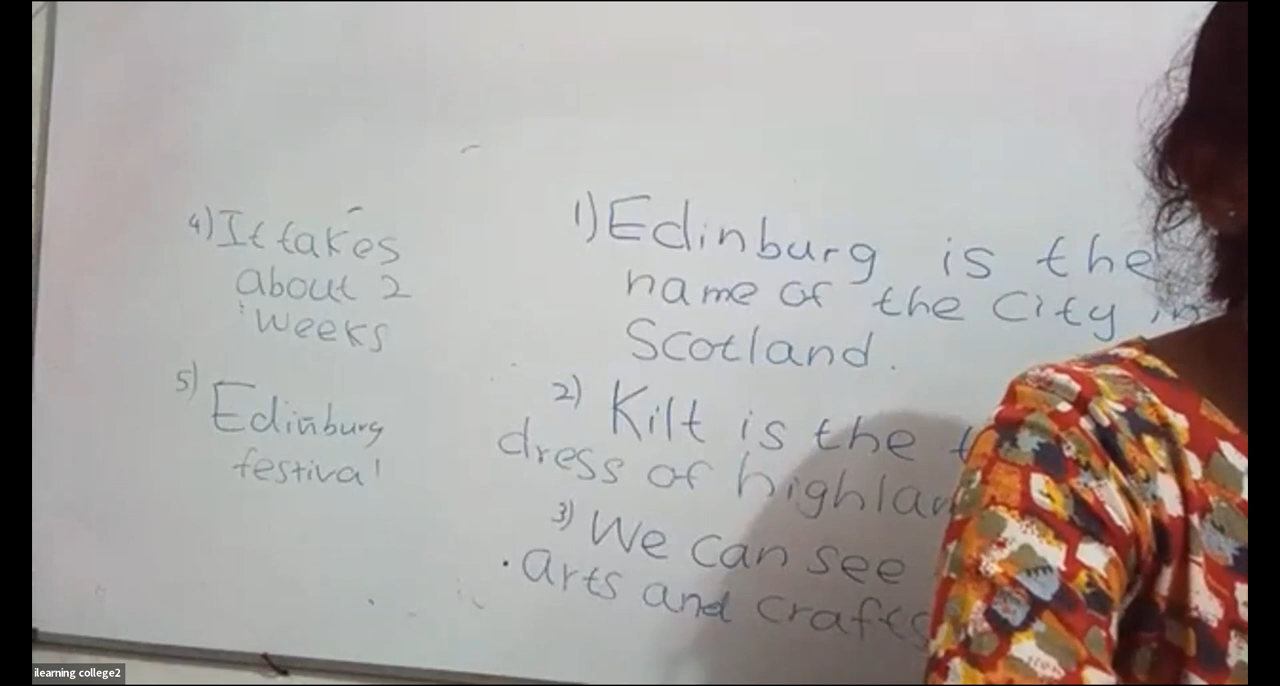 1) Edinburg is the
name of the City in
Scotland.
2) Kilt is the
dress of
3) We can see
arts and crafts
4) It takes
about 2
weeks
5) Edinburg
festival
ilearning college2